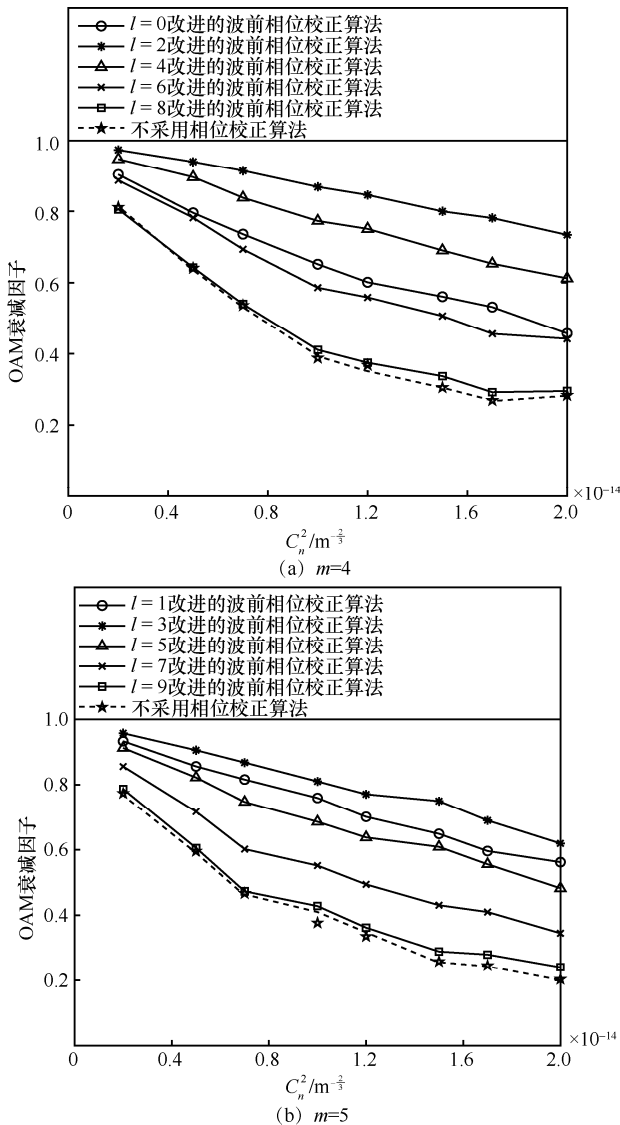 l = 0改进的波前相位校正算法
l = 2改进的波前相位校正算法
l = 4改进的波前相位校正算法
l = 6改进的波前相位校正算法
l = 8改进的波前相位校正算法
不采用相位校正算法
1.0
0.8
0.6
0.4
0.2
OAM衰减因子
0 0.4 0.8 1.2 1.6 2.0
×10⁻¹⁴
C_n^2/m^{-2/3}
(a) m=4
l = 1改进的波前相位校正算法
l = 3改进的波前相位校正算法
l = 5改进的波前相位校正算法
l = 7改进的波前相位校正算法
l = 9改进的波前相位校正算法
不采用相位校正算法
1.0
0.8
0.6
0.4
0.2
OAM衰减因子
0 0.4 0.8 1.2 1.6 2.0
×10⁻¹⁴
C_n^2/m^{-2/3}
(b) m=5